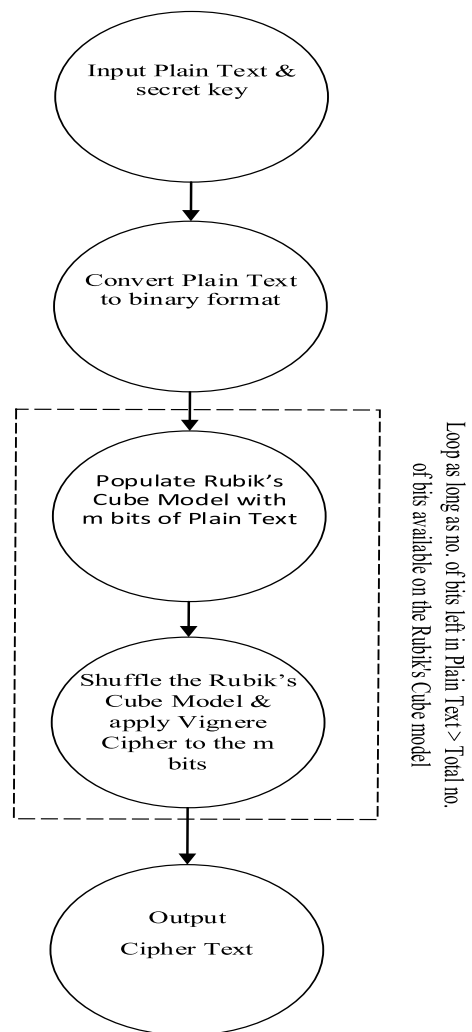 Input Plain Text &
secret key
Convert Plain Text
to binary format
Populate Rubik's
Cube Model with
m bits of Plain Text
Shuffle the Rubik's
Cube Model &
apply Vignere
Cipher to the m
bits
Loop as long as no. of bits left in Plain Text > Total no.
of bits available on the Rubik's Cube model
Output
Cipher Text